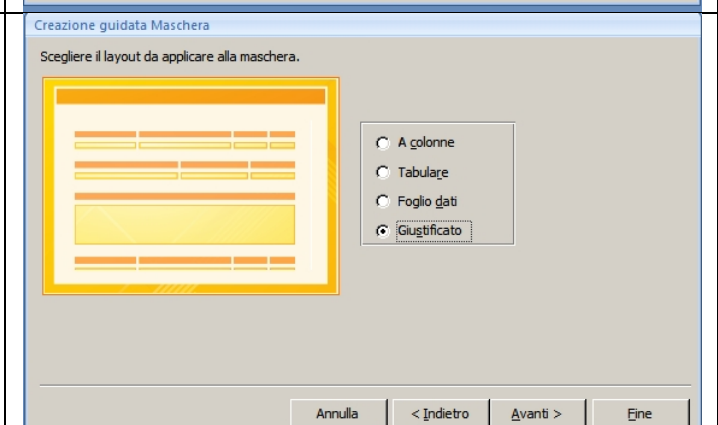 Creazione guidata Maschera
Scegliere il layout da applicare alla maschera.
A colonne
Tabulare
Foglio dati
Giustificato
Annulla
< Indietro
Avanti >
Fine